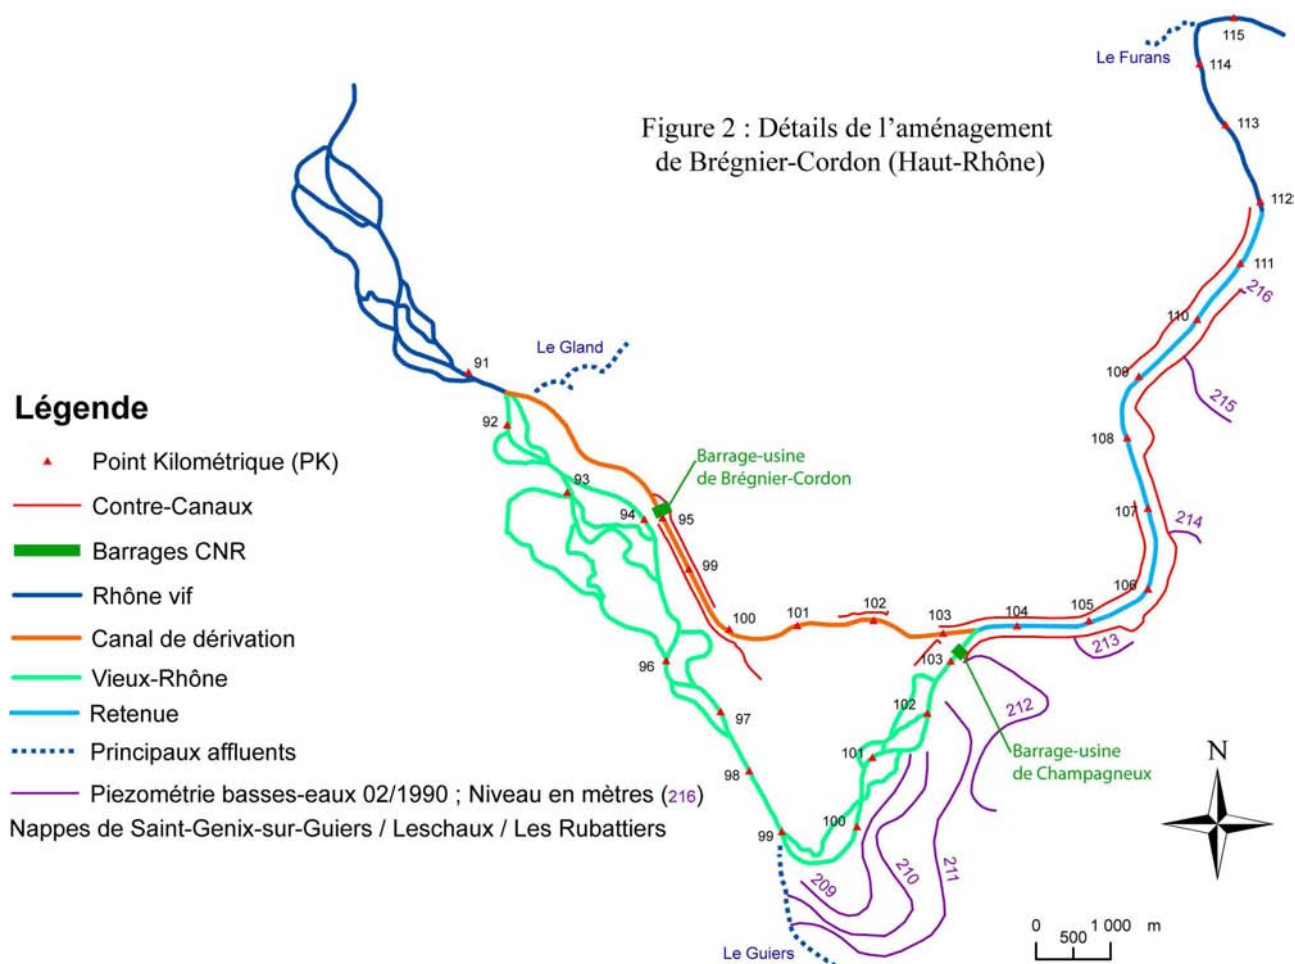 115
Le Furans
114
Figure 2 : Détails de l'aménagement
de Brégnier-Cordon (Haut-Rhône)
113
112
111
216
110
Le Gland
91
109
215
Légende
92
108
Point Kilométrique (PK)
Barrage-usine
de Brégnier-Cordon
93
Contre-Canaux
94
95
107
214
Barrages CNR
99
106
Rhône vif
100
101
102
103
104
105
Canal de dérivation
213
96
103
Vieux-Rhône
212
Retenue
97
102
Principaux affluents
101
Barrage-usine
de Champagneux
98
Piezométrie basses-eaux 02/1990 ; Niveau en mètres (216)
Nappes de Saint-Genix-sur-Guiers / Leschaux / Les Rubattiers
99
100
N
209
210
211
0
1 000
m
500
Le Guiers